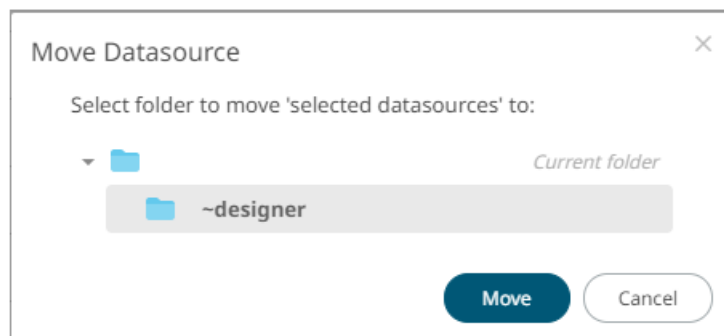 Move Datasource
Select folder to move 'selected datasources' to:
Current folder
~designer
Move Cancel